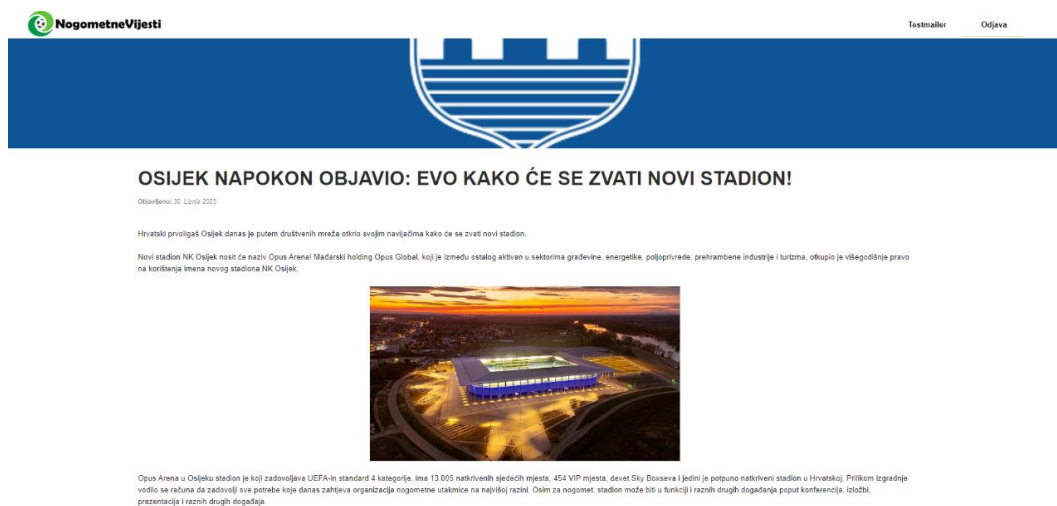 NogometneVijesti
Testmailer
Odjava
OSIJEK NAPOKON OBJAVIO: EVO KAKO ĆE SE ZVATI NOVI STADION!
Objavljeno: 30. Lipnja 2023.
Hrvatski prvoligaš Osijek danas je putem društvenih mreža otkrio svojim navijačima kako će se zvati novi stadion.
Novi stadion NK Osijek nosit će naziv Opus Arena! Mađarski holding Opus Global, koji je između ostalog aktivan u sektorima građevine, energetike, poljoprivrede, prehrambene industrije i turizma, otkupio je višegodišnje pravo
na korištenja imena novog stadiona NK Osijek.
Opus Arena u Osijeku stadion je koji zadovoljava UEFA-in standard 4 kategorije, ima 13.005 natkrivenih sjedećih mjesta, 454 VIP mjesta, devet Sky Boxseva i jedini je potpuno natkriveni stadion u Hrvatskoj. Prilikom izgradnje
vodilo se računa da zadovolji sve potrebe koje danas zahtjeva organizacija nogometne utakmice na najvišoj razini. Osim za nogomet, stadion može biti u funkciji i raznih drugih događanja poput konferencija, izložbi,
prezentacija i raznih drugih događaja.